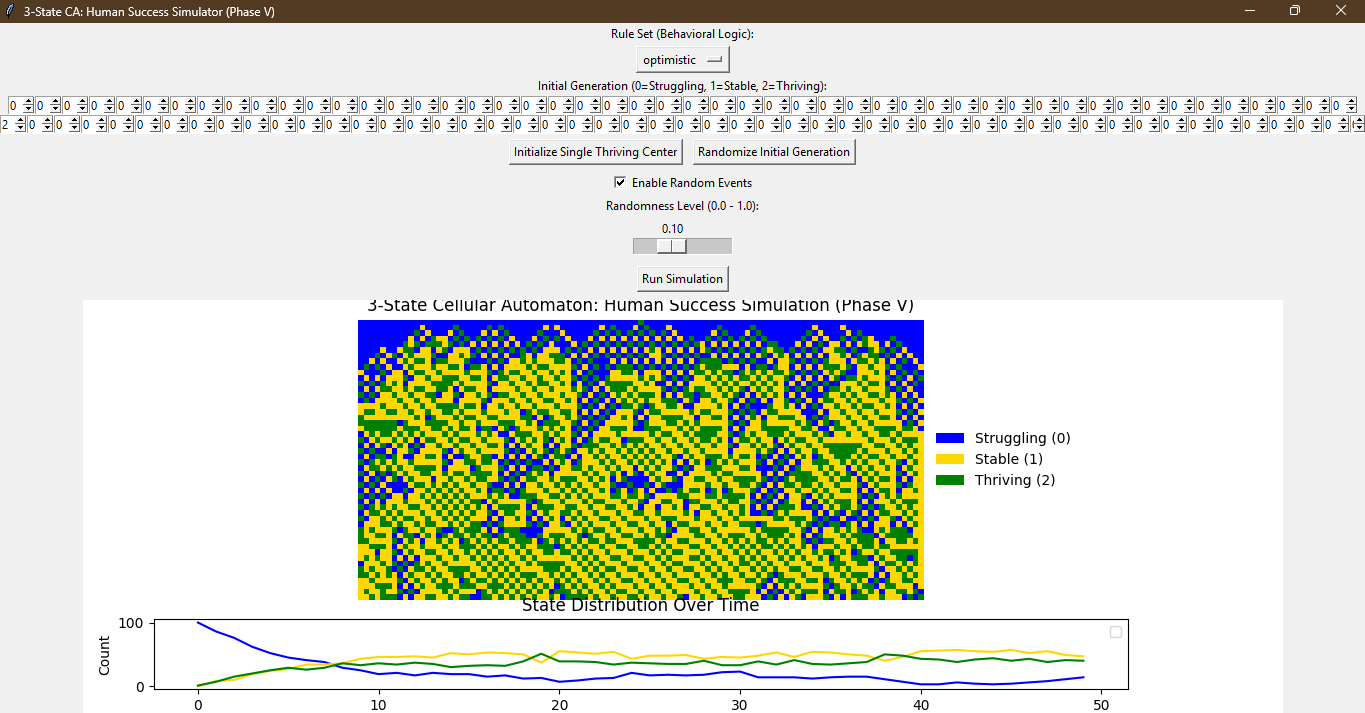 3-State CA: Human Success Simulator (Phase V)
Rule Set (Behavioral Logic):
optimistic
Initial Generation (0=Struggling, 1=Stable, 2=Thriving):
0 0 0 0 0 0 0 0 0 0 0 0 0 0 0 0 0 0 0 0 0 0 0 0 0 0 0 0 0 0 0 0 0 0 0 0 0 0 0 0 0 0 0 0 0 0 0 0 0 0
2 0 0 0 0 0 0 0 0 0 0 0 0 0 0 0 0 0 0 0 0 0 0 0 0 0 0 0 0 0 0 0 0 0 0 0 0 0 0 0 0 0 0 0 0 0 0 0 0 0
Initialize Single Thriving Center Randomize Initial Generation
Enable Random Events
Randomness Level (0.0 - 1.0):
0.10
Run Simulation
3-State Cellular Automaton: Human Success Simulation (Phase V)
Struggling (0)
Stable (1)
Thriving (2)
State Distribution Over Time
100
Count
0
0 10 20 30 40 50